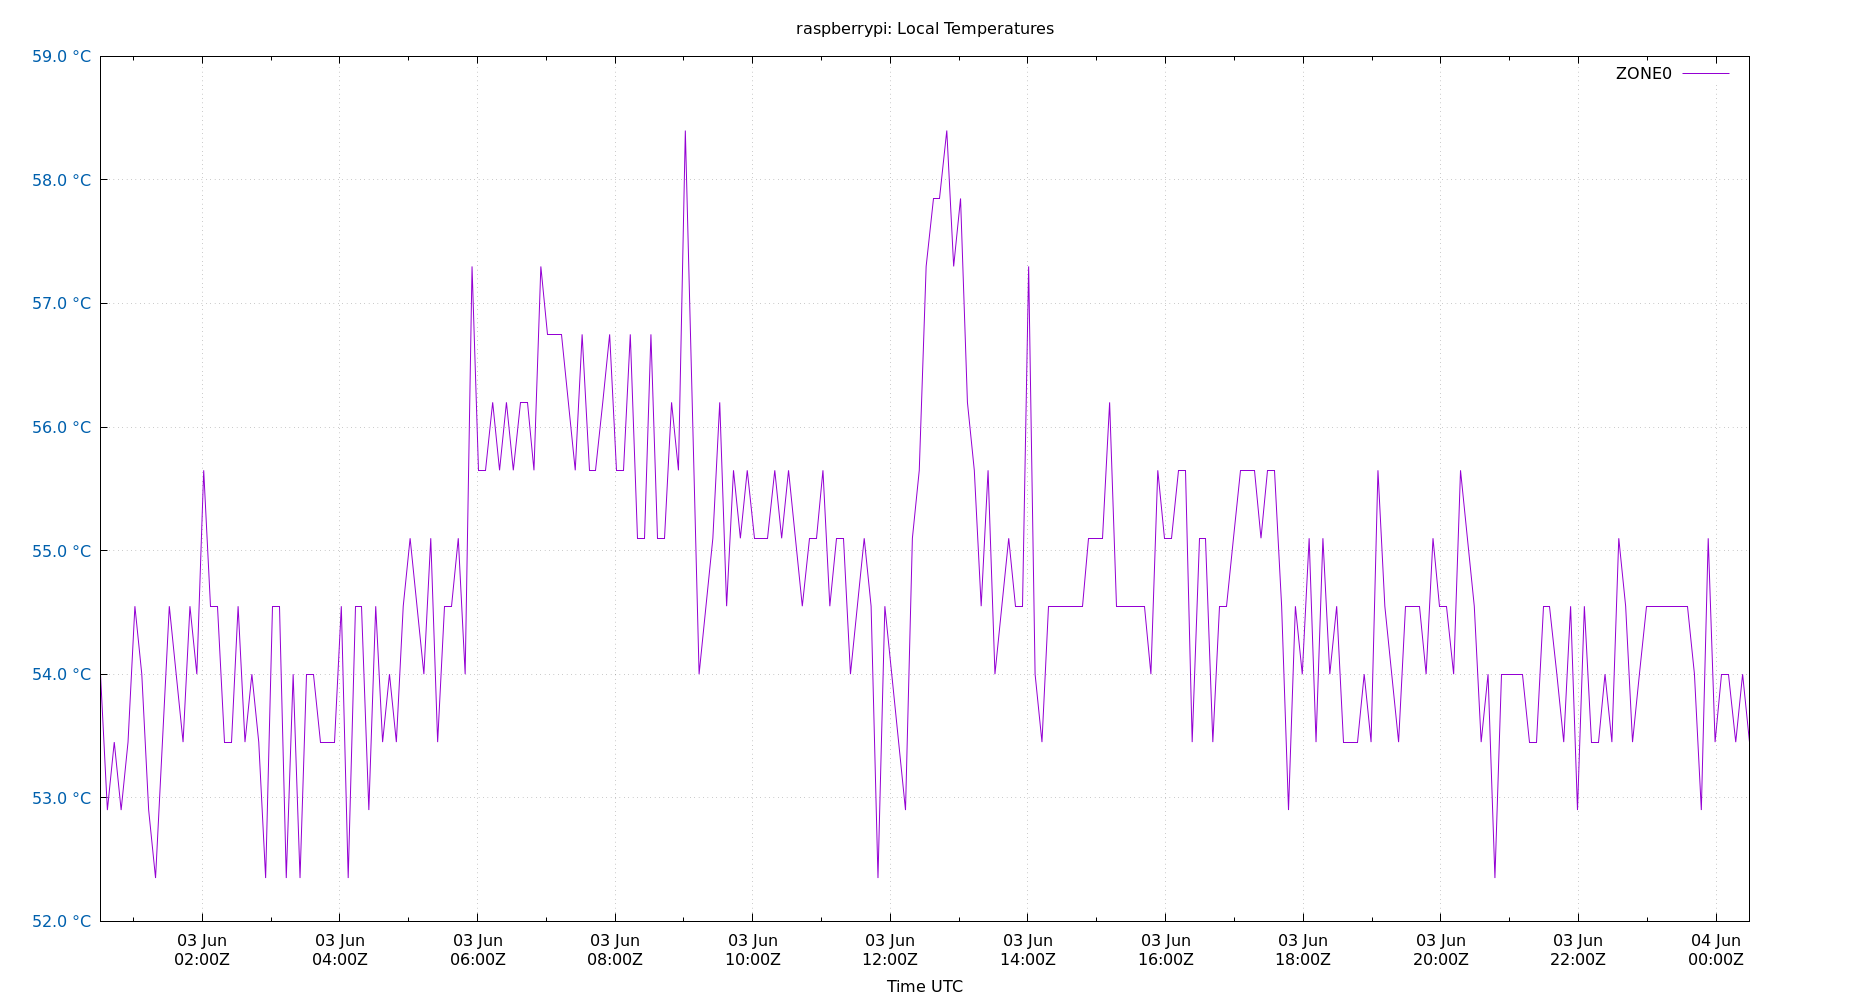 raspberrypi: Local Temperatures
59.0 °C
ZONE0
58.0 °C
57.0 °C
56.0 °C
55.0 °C
54.0 °C
53.0 °C
52.0 °C
03 Jun 03 Jun 03 Jun 03 Jun 03 Jun 03 Jun 03 Jun 03 Jun 03 Jun 03 Jun 03 Jun 04 Jun
02:00Z 04:00Z 06:00Z 08:00Z 10:00Z 12:00Z 14:00Z 16:00Z 18:00Z 20:00Z 22:00Z 00:00Z
Time UTC